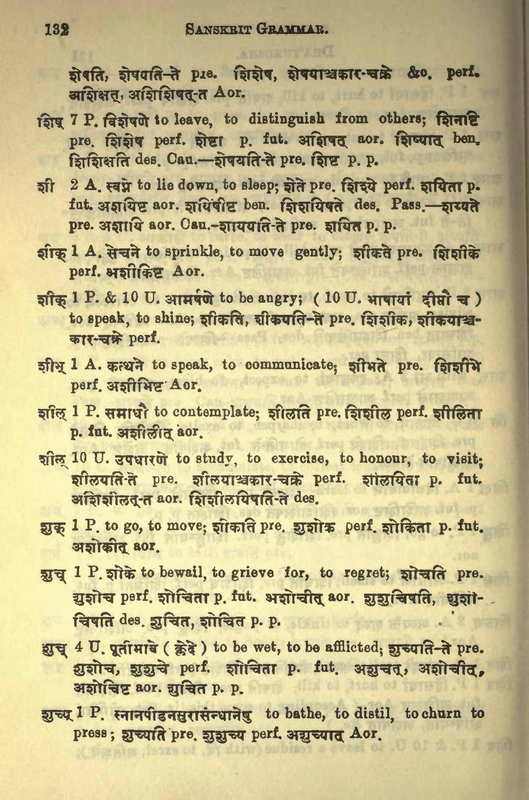 132 SANSKRIT GRAMMAR.
शेषति, शेषयति-ते pre. शिशेष, शेषयाञ्चकार-चक्रे &c. perf.
अशिक्षत्, अशिशिषत्-त Aor.
शिष् 7 P. विशेषणे to leave, to distinguish from others; शिनष्टि
pre. शिशेष perf. शेष्टा p. fut. अशिषत् aor. शिष्यात् ben.
शिशिक्षति des. Cau.—शेषयति-ते pre. शिष्ट p. p.
शी 2 A. स्वप्ने to lie down, to sleep; शेते pre. शिश्ये perf. शयिता p.
fut. अशयिष्ट aor. शयिषीष्ट ben. शिशयिषते des. Pass.—शय्यते
pre. अशायि aor. Cau.-शाययति-ते pre. शयित p. p.
शीक् 1 A. सेचने to sprinkle, to move gently; शीकते pre. शिशीके
perf. अशीकिष्ट Aor.
शीक् 1 P. & 10 U. आमर्षणे to be angry; ( 10 U. भाषायां दीप्तौ च )
to speak, to shine; शीकति, शीकयति-ते pre. शिशीक, शीकयाञ्च-
कार-चक्रे perf.
शीभ् 1 A. कत्थने to speak, to communicate; शीभते pre. शिशीभे
perf. अशीभिष्ट Aor.
शील् 1 P. समाधौ to contemplate; शीलति pre. शिशील perf. शीलिता
p. fut. अशीलीत् aor.
शील् 10 U. उपधारणे to study, to exercise, to honour, to visit;
शीलयति-ते pre. शीलयाञ्चकार-चक्रे perf. शीलयिता p. fut.
अशिशीलत्-त aor. शिशीलयिषति-ते des.
शुक् 1 P. to go, to move; शोकति pre. शुशोक perf. शोकिता p. fut.
अशोकीत् aor.
शुच् 1 P. शोके to bewail, to grieve for, to regret; शोचति pre.
शुशोच perf. शोचिता p. fut. अशोचीत् aor. शुशुचिषति, शुशो-
चिषति des. शुचित, शोचित p. p.
शुच् 4 U. पूतीभावे ( क्लेदे ) to be wet, to be afflicted; शुच्यति-ते pre.
शुशोच, शुशुचे perf. शोचिता p. fut. अशुचत्, अशोचीत्,
अशोचिष्ट aor. शुचित p. p.
शुच्य् 1 P. स्नानपीडनसुरासंधानेषु to bathe, to distil, to churn to
press; शुच्यति pre. शुशुच्य perf. अशुच्यात् Aor.